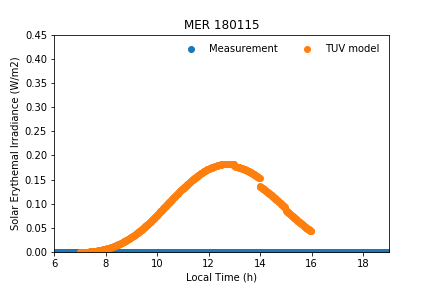 MER 180115
Measurement TUV model
Solar Erythemal Irradiance (W/m2)
0.45
0.40
0.35
0.30
0.25
0.20
0.15
0.10
0.05
0.00
6 8 10 12 14 16 18
Local Time (h)